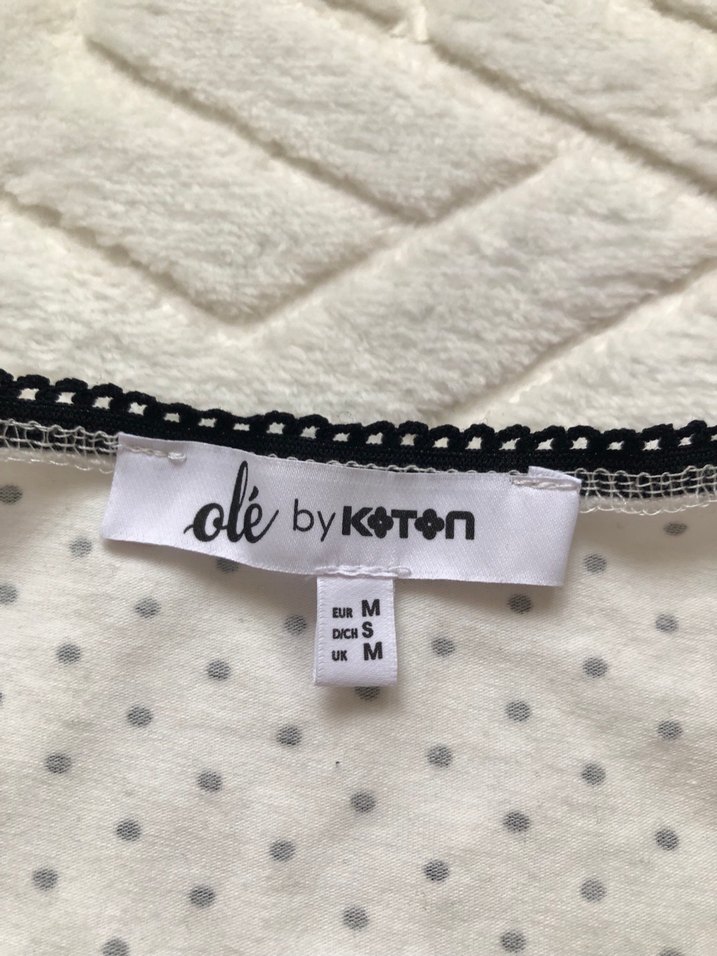 olé by KOTON
EUR M
D/CH S
UK M